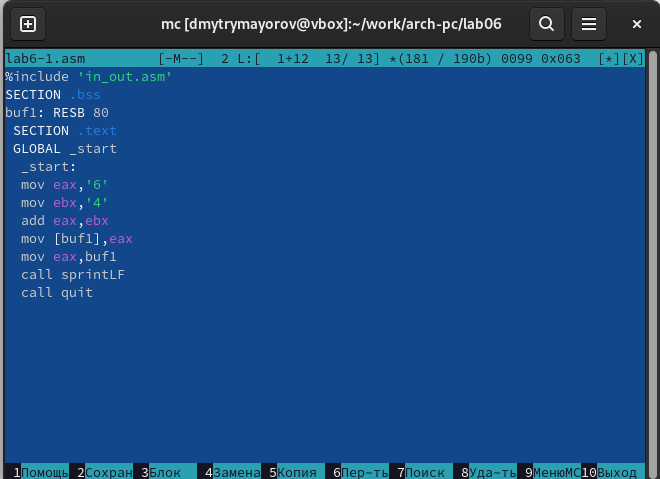 mc [dmytrymayorov@vbox]:~/work/arch-pc/lab06
lab6-1.asm [-M--] 2 L:[ 1+12 13/ 13] *(181 / 190b) 0099 0x063 [*][X]
%include 'in_out.asm'
SECTION .bss
buf1: RESB 80
SECTION .text
GLOBAL _start
_start:
mov eax,'6'
mov ebx,'4'
add eax,ebx
mov [buf1],eax
mov eax,buf1
call sprintLF
call quit
1Помощь 2Сохран 3Блок 4Замена 5Копия 6Пер~ть 7Поиск 8Уда~ть 9МенюMC 10Выход